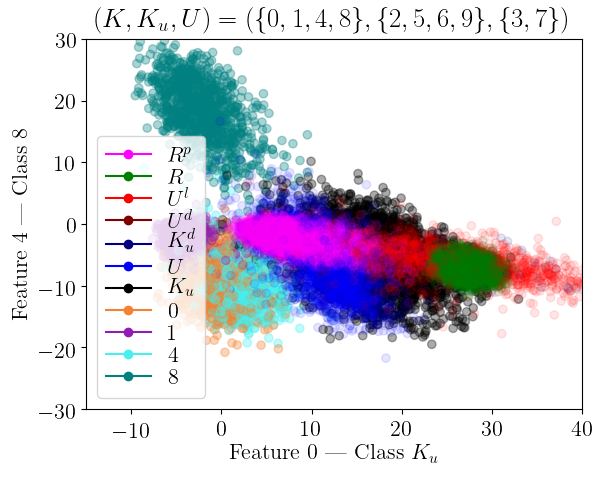 (K, K_u, U) = ({0, 1, 4, 8}, {2, 5, 6, 9}, {3, 7})
30
20
10
0
−10
−20
−30
Feature 4 — Class 8
R^p
R
U^l
U^d
K_u^d
U
K_u
0
1
4
8
−10 0 10 20 30 40
Feature 0 — Class K_u